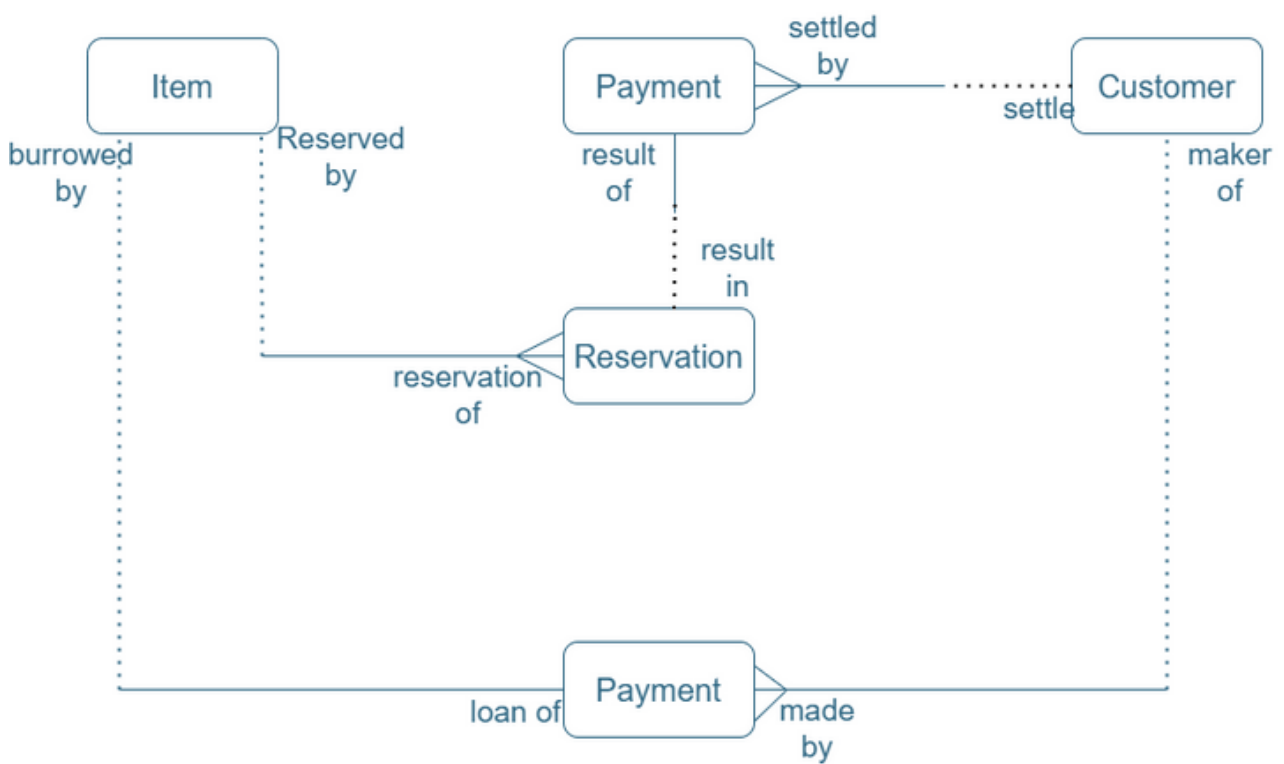 Item
Payment
settled
by
settle
Customer
burrowed
by
Reserved
by
result
of
maker
of
result
in
Reservation
reservation
of
Payment
loan of
made
by